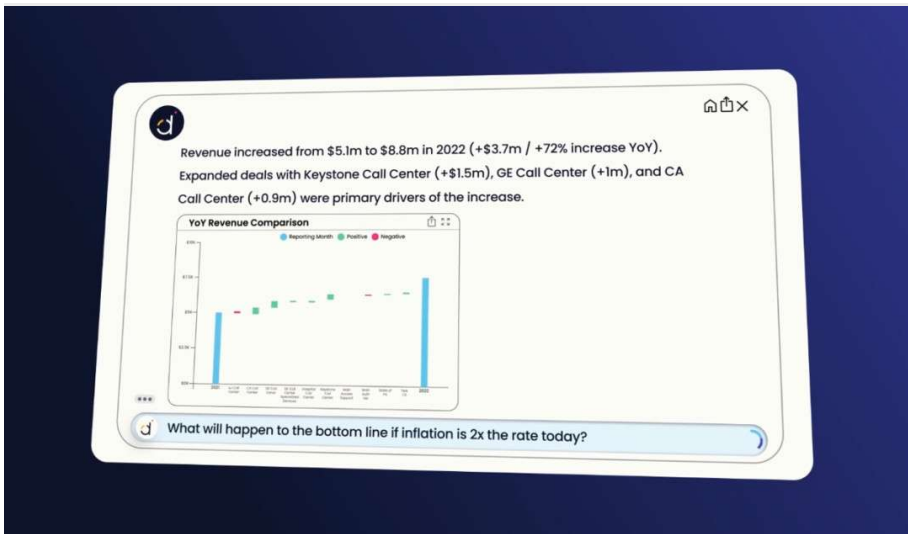 Revenue increased from $5.1m to $8.8m in 2022 (+$3.7m / +72% increase YoY).
Expanded deals with Keystone Call Center (+$1.5m), GE Call Center (+1m), and CA
Call Center (+0.9m) were primary drivers of the increase.
YoY Revenue Comparison
Reporting Month Positive Negative
2021
2022
What will happen to the bottom line if inflation is 2x the rate today?